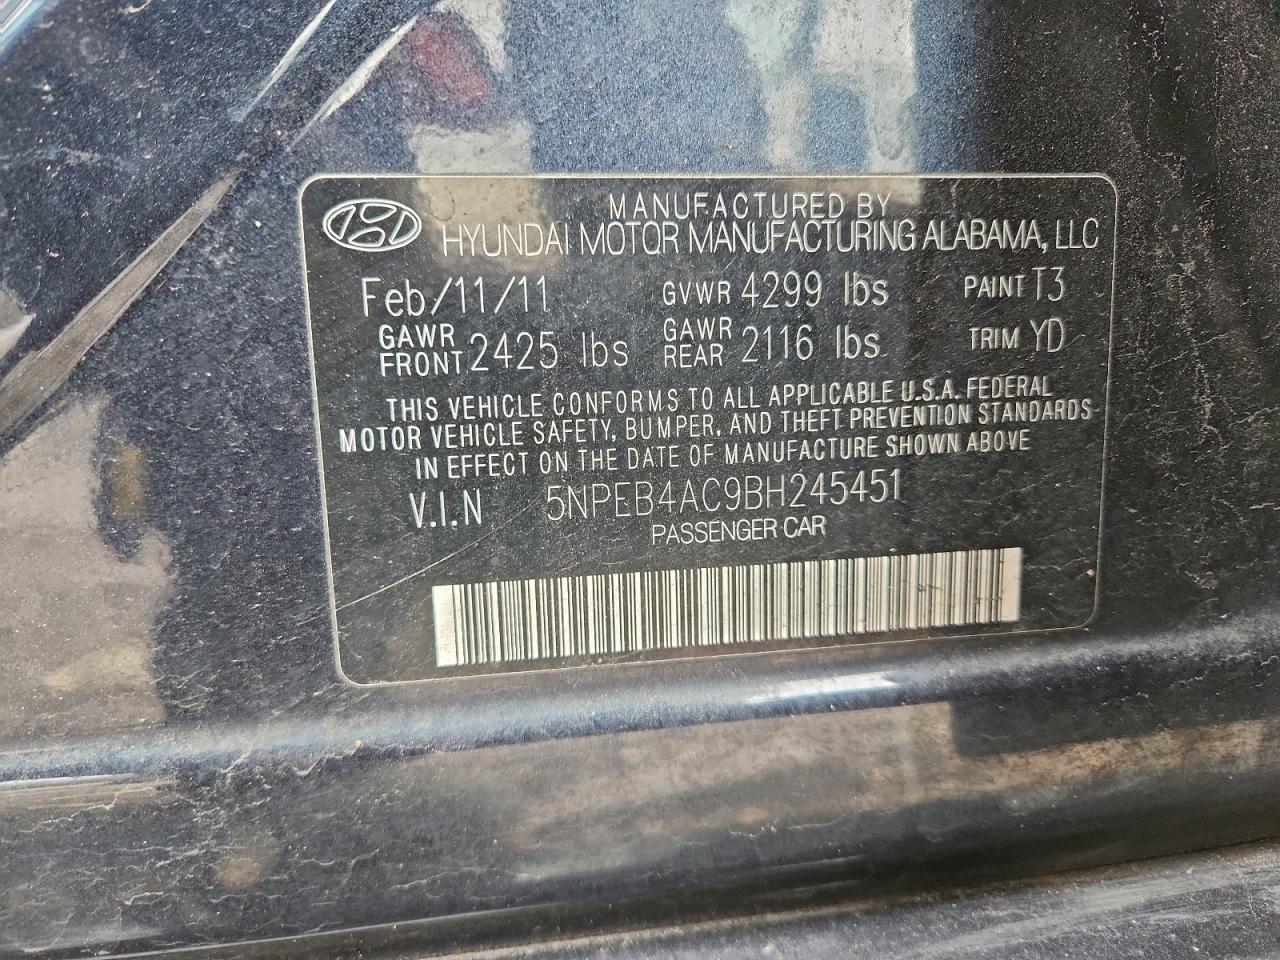 MANUFACTURED BY
HYUNDAI MOTOR MANUFACTURING ALABAMA, LLC
Feb/11/11 GVWR 4299 lbs PAINT T3
GAWR FRONT 2425 lbs GAWR REAR 2116 lbs TRIM YD
THIS VEHICLE CONFORMS TO ALL APPLICABLE U.S.A. FEDERAL
MOTOR VEHICLE SAFETY, BUMPER, AND THEFT PREVENTION STANDARDS
IN EFFECT ON THE DATE OF MANUFACTURE SHOWN ABOVE
V.I.N 5NPEB4AC9BH245451
PASSENGER CAR